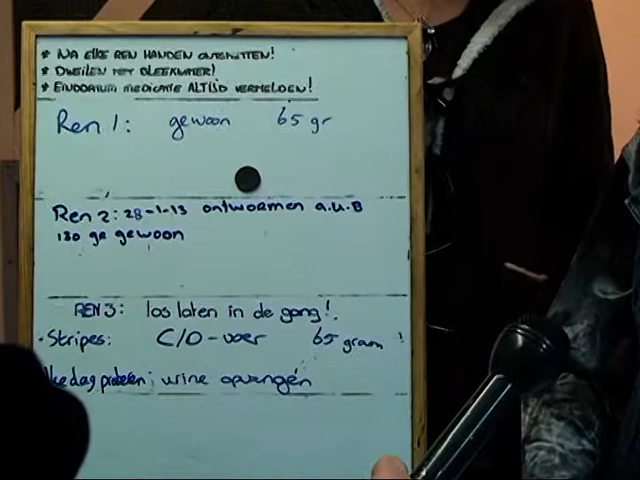 * NA ELKE REN HANDEN ONTSMETTEN!
* DWEILEN MET BLEEKWATER!
* EINDDATUM MEDICATIE ALTIJD VERMELDEN!
Ren 1: gewoon 65 gr
Ren 2: 28-1-13 ontwormen a.u.B
130 gr gewoon
REN 3: los laten in de gang!
• Stripes: C/D-voer 65 gram !
dag proberen: urine opvangen